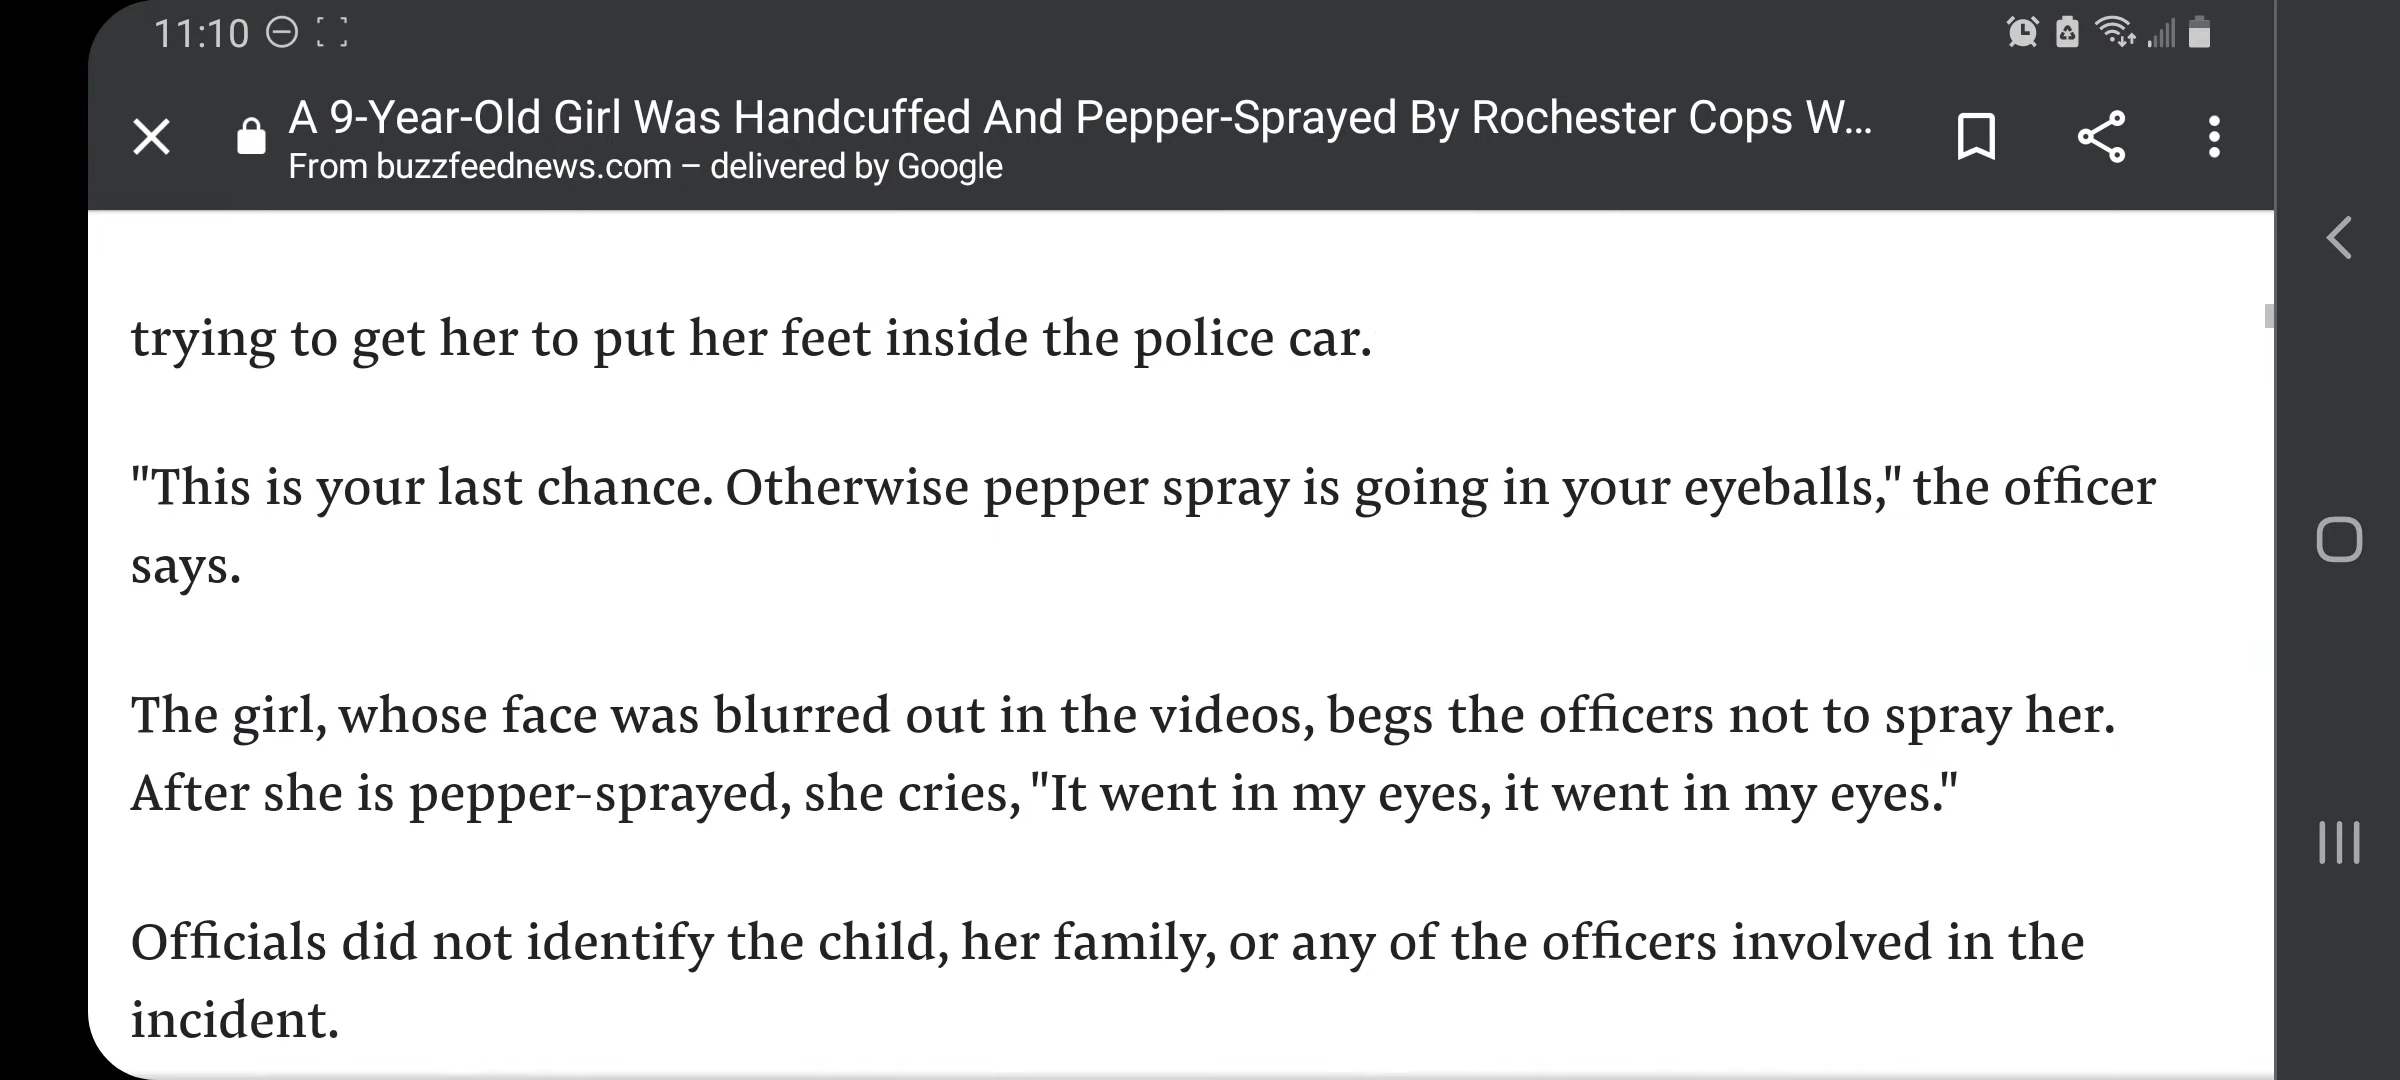 11:10
A 9-Year-Old Girl Was Handcuffed And Pepper-Sprayed By Rochester Cops W...
From buzzfeednews.com – delivered by Google
trying to get her to put her feet inside the police car.
"This is your last chance. Otherwise pepper spray is going in your eyeballs," the officer
says.
The girl, whose face was blurred out in the videos, begs the officers not to spray her.
After she is pepper-sprayed, she cries, "It went in my eyes, it went in my eyes."
Officials did not identify the child, her family, or any of the officers involved in the
incident.